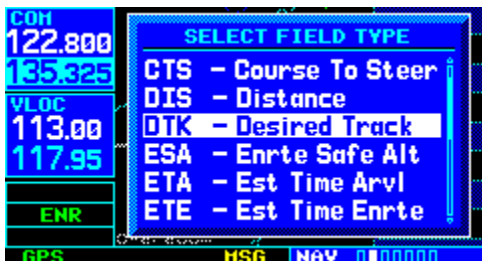 COM
122.800
135.325
VLOC
113.00
117.95
ENR
GPS
SELECT FIELD TYPE
CTS - Course To Steer
DIS - Distance
DTK - Desired Track
ESA - Enrte Safe Alt
ETA - Est Time Arvl
ETE - Est Time Enrte
MSG
NAV